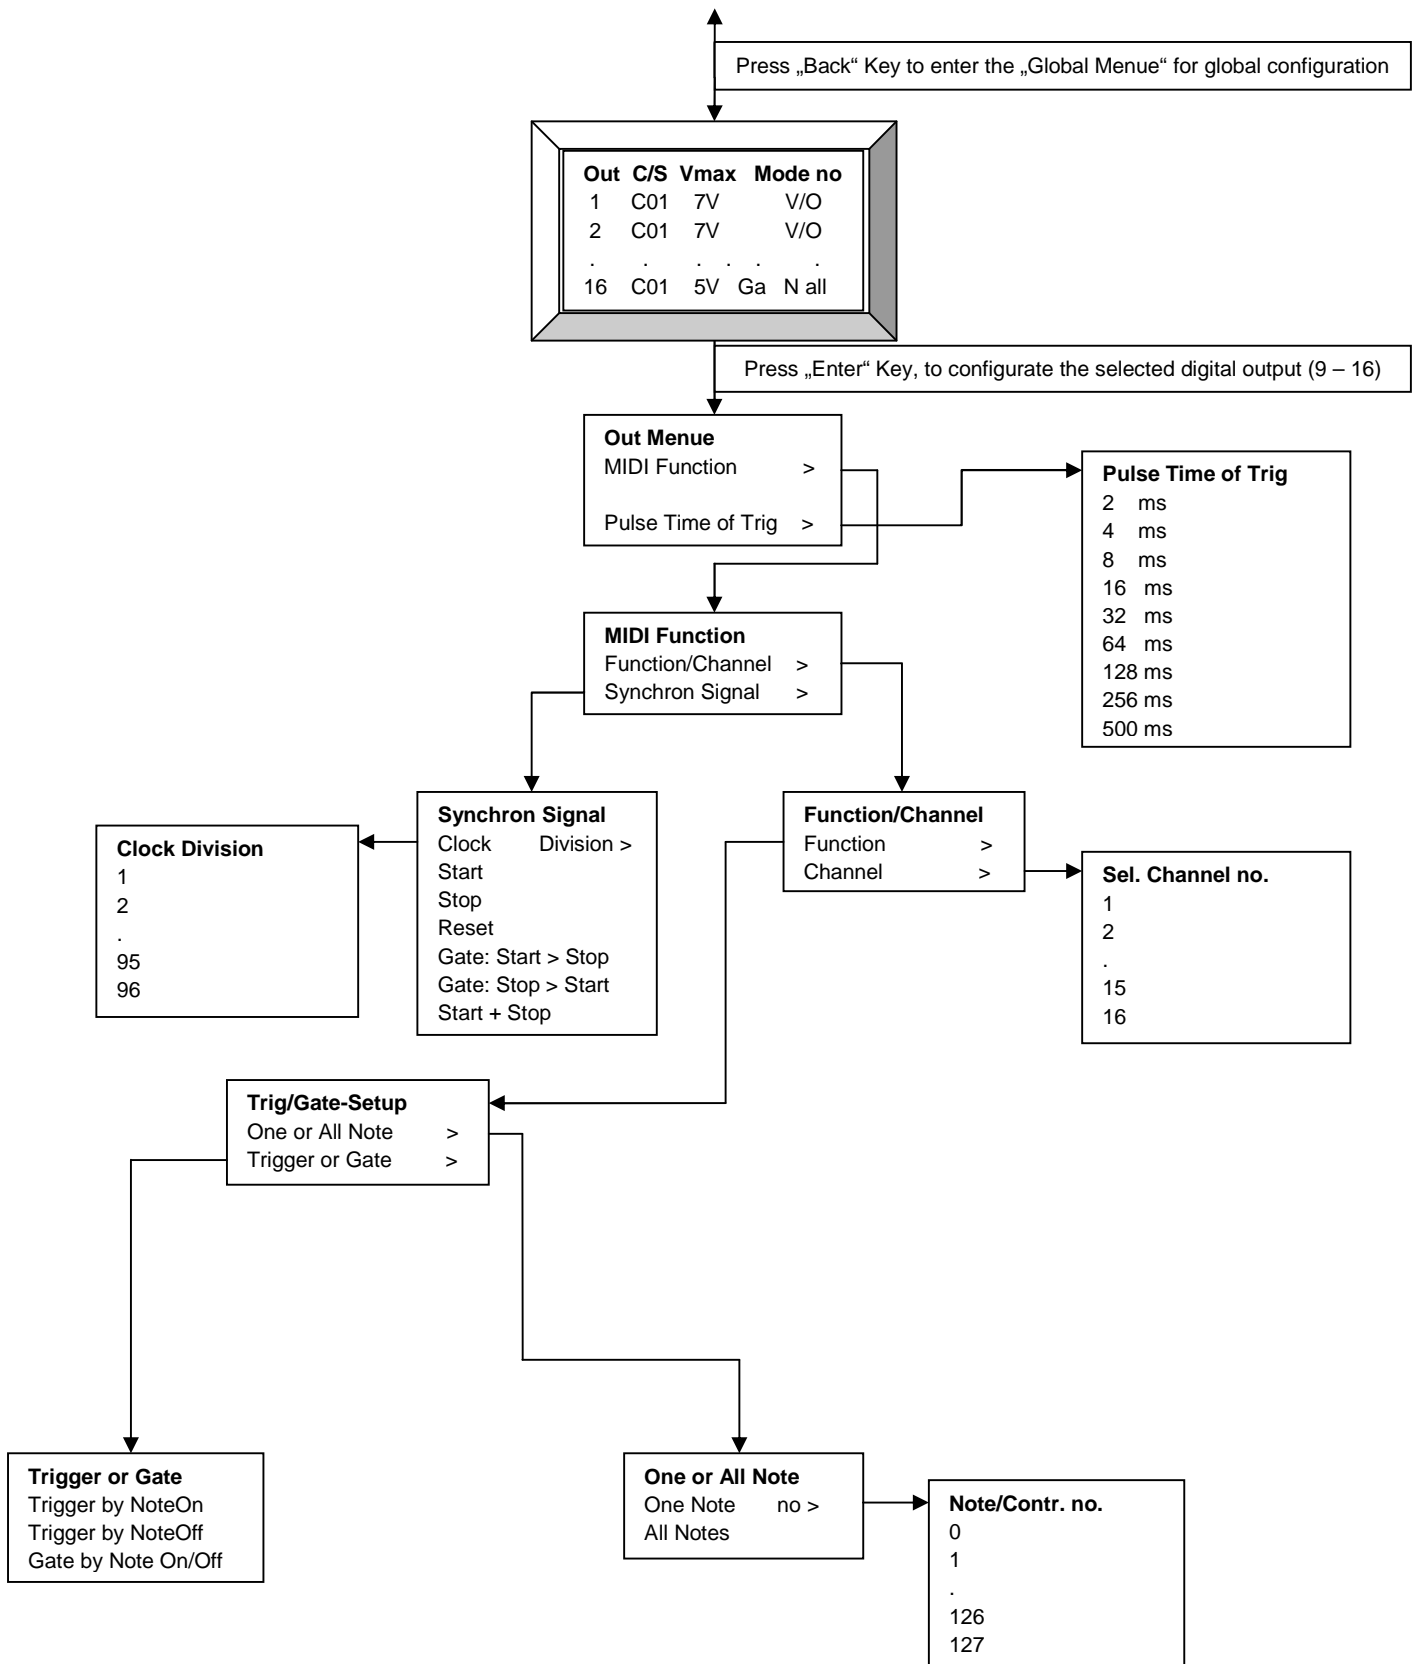 Press „Back“ Key to enter the „Global Menue“ for global configuration
Out C/S Vmax Mode no
1 C01 7V V/O
2 C01 7V V/O
. . . . . .
16 C01 5V Ga N all
Press „Enter“ Key, to configurate the selected digital output (9 – 16)
Out Menue
MIDI Function >
Pulse Time of Trig >
Pulse Time of Trig
2 ms
4 ms
8 ms
16 ms
32 ms
64 ms
128 ms
256 ms
500 ms
MIDI Function
Function/Channel >
Synchron Signal >
Synchron Signal
Clock Division >
Start
Stop
Reset
Gate: Start > Stop
Gate: Stop > Start
Start + Stop
Clock Division
1
2
.
95
96
Function/Channel
Function >
Channel >
Sel. Channel no.
1
2
.
15
16
Trig/Gate-Setup
One or All Note >
Trigger or Gate >
Trigger or Gate
Trigger by NoteOn
Trigger by NoteOff
Gate by Note On/Off
One or All Note
One Note no >
All Notes
Note/Contr. no.
0
1
.
126
127